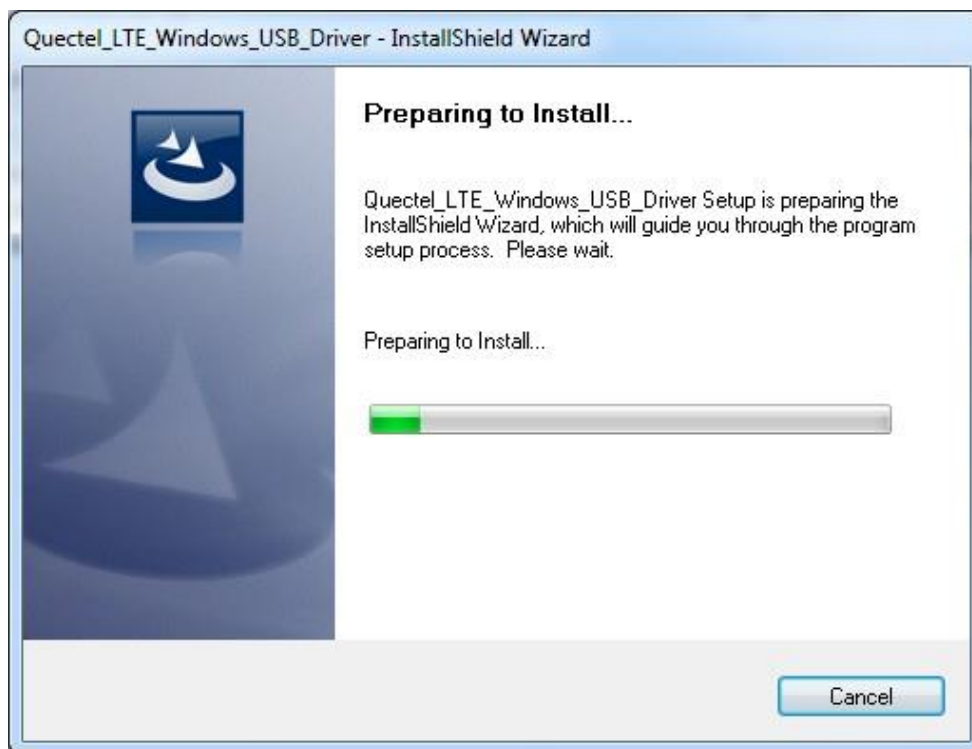 Quectel_LTE_Windows_USB_Driver - InstallShield Wizard
Preparing to Install...
Quectel_LTE_Windows_USB_Driver Setup is preparing the
InstallShield Wizard, which will guide you through the program
setup process.  Please wait.
Preparing to Install...
Cancel